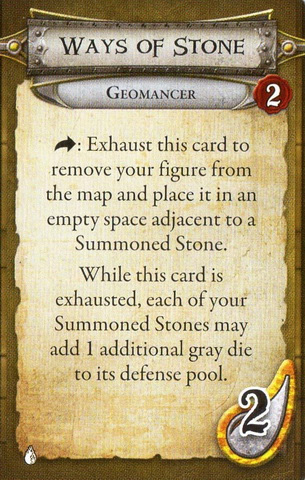 Ways of Stone
Geomancer
2
: Exhaust this card to
remove your figure from
the map and place it in an
empty space adjacent to a
Summoned Stone.
While this card is
exhausted, each of your
Summoned Stones may
add 1 additional gray die
to its defense pool.
2